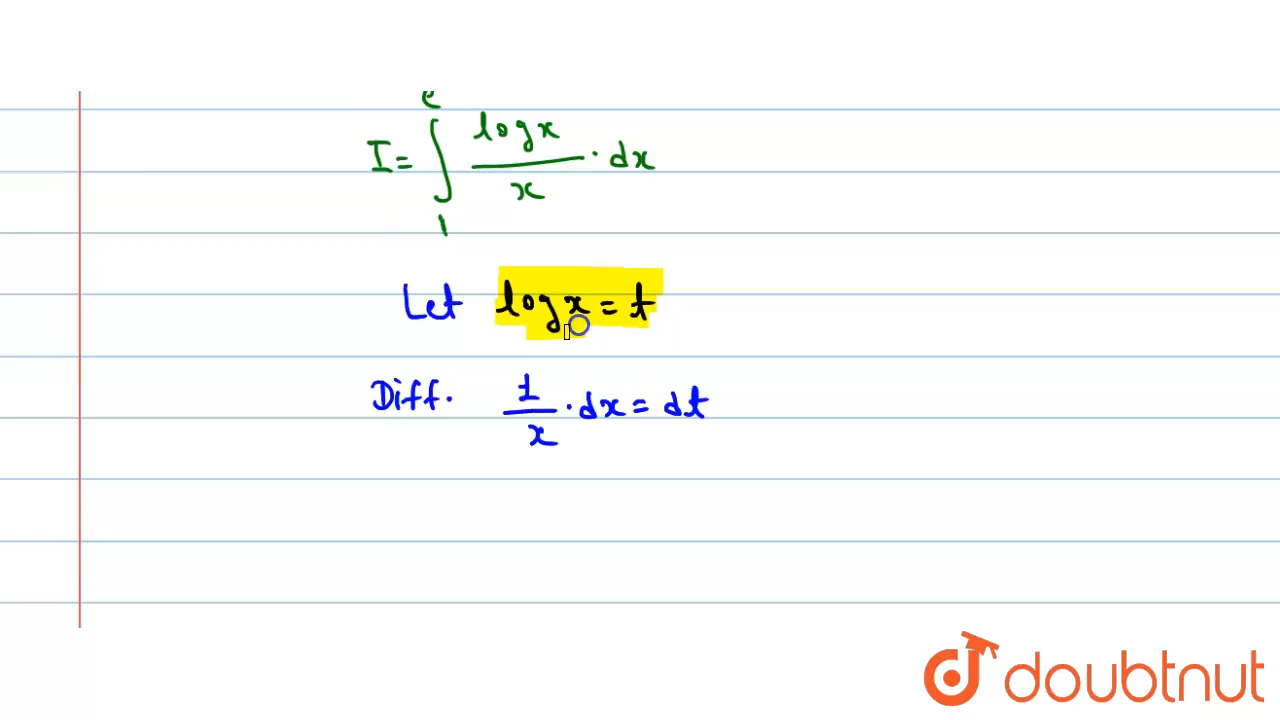 e
I = ∫ log x / x · dx
1
Let log x = t
Diff. 1/x · dx = dt
doubtnut